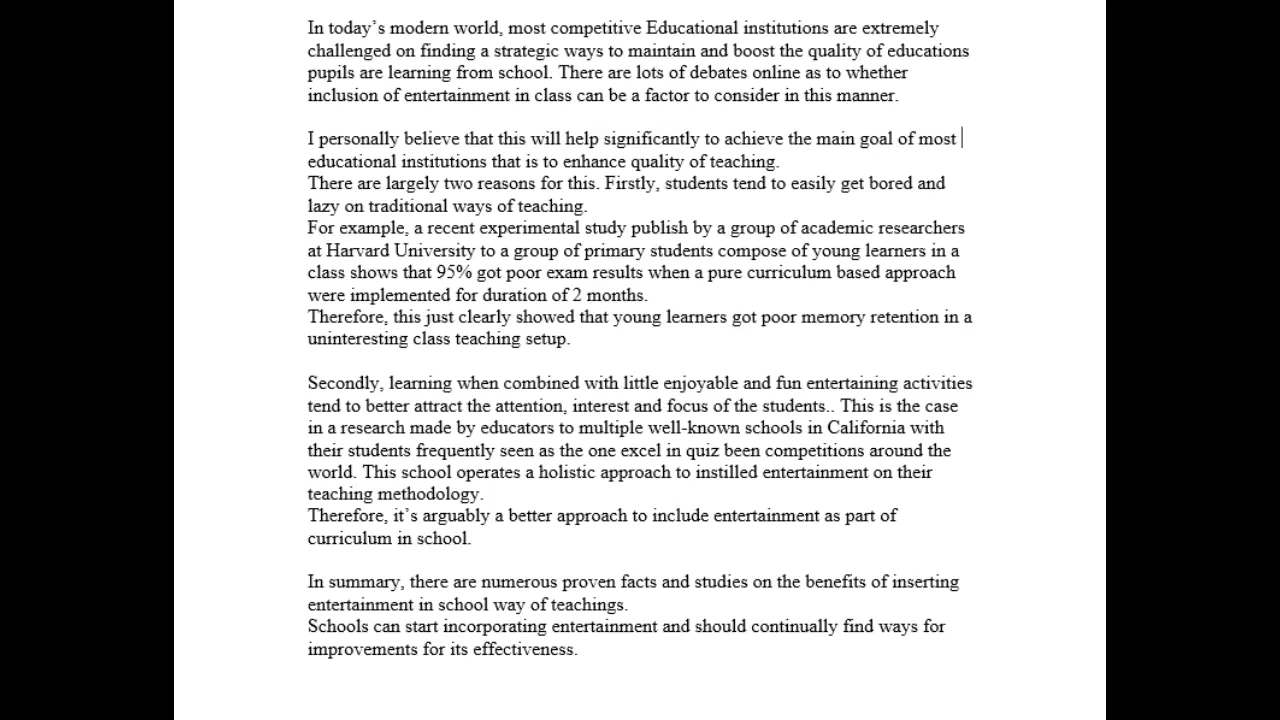 In today’s modern world, most competitive Educational institutions are extremely
challenged on finding a strategic ways to maintain and boost the quality of educations
pupils are learning from school. There are lots of debates online as to whether
inclusion of entertainment in class can be a factor to consider in this manner.
I personally believe that this will help significantly to achieve the main goal of most
educational institutions that is to enhance quality of teaching.
There are largely two reasons for this. Firstly, students tend to easily get bored and
lazy on traditional ways of teaching.
For example, a recent experimental study publish by a group of academic researchers
at Harvard University to a group of primary students compose of young learners in a
class shows that 95% got poor exam results when a pure curriculum based approach
were implemented for duration of 2 months.
Therefore, this just clearly showed that young learners got poor memory retention in a
uninteresting class teaching setup.
Secondly, learning when combined with little enjoyable and fun entertaining activities
tend to better attract the attention, interest and focus of the students.. This is the case
in a research made by educators to multiple well-known schools in California with
their students frequently seen as the one excel in quiz been competitions around the
world. This school operates a holistic approach to instilled entertainment on their
teaching methodology.
Therefore, it’s arguably a better approach to include entertainment as part of
curriculum in school.
In summary, there are numerous proven facts and studies on the benefits of inserting
entertainment in school way of teachings.
Schools can start incorporating entertainment and should continually find ways for
improvements for its effectiveness.